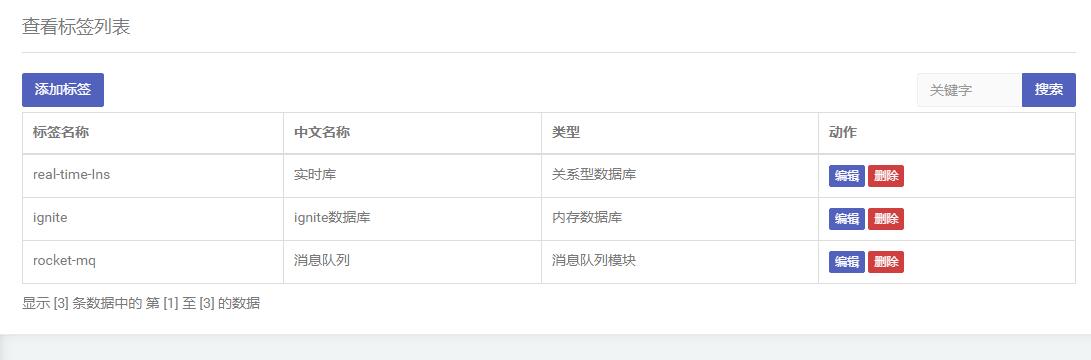 查看标签列表
添加标签 关键字 搜索
标签名称 中文名称 类型 动作
real-time-lns 实时库 关系型数据库 编辑 删除
ignite ignite数据库 内存数据库 编辑 删除
rocket-mq 消息队列 消息队列模块 编辑 删除
显示 [3] 条数据中的 第 [1] 至 [3] 的数据